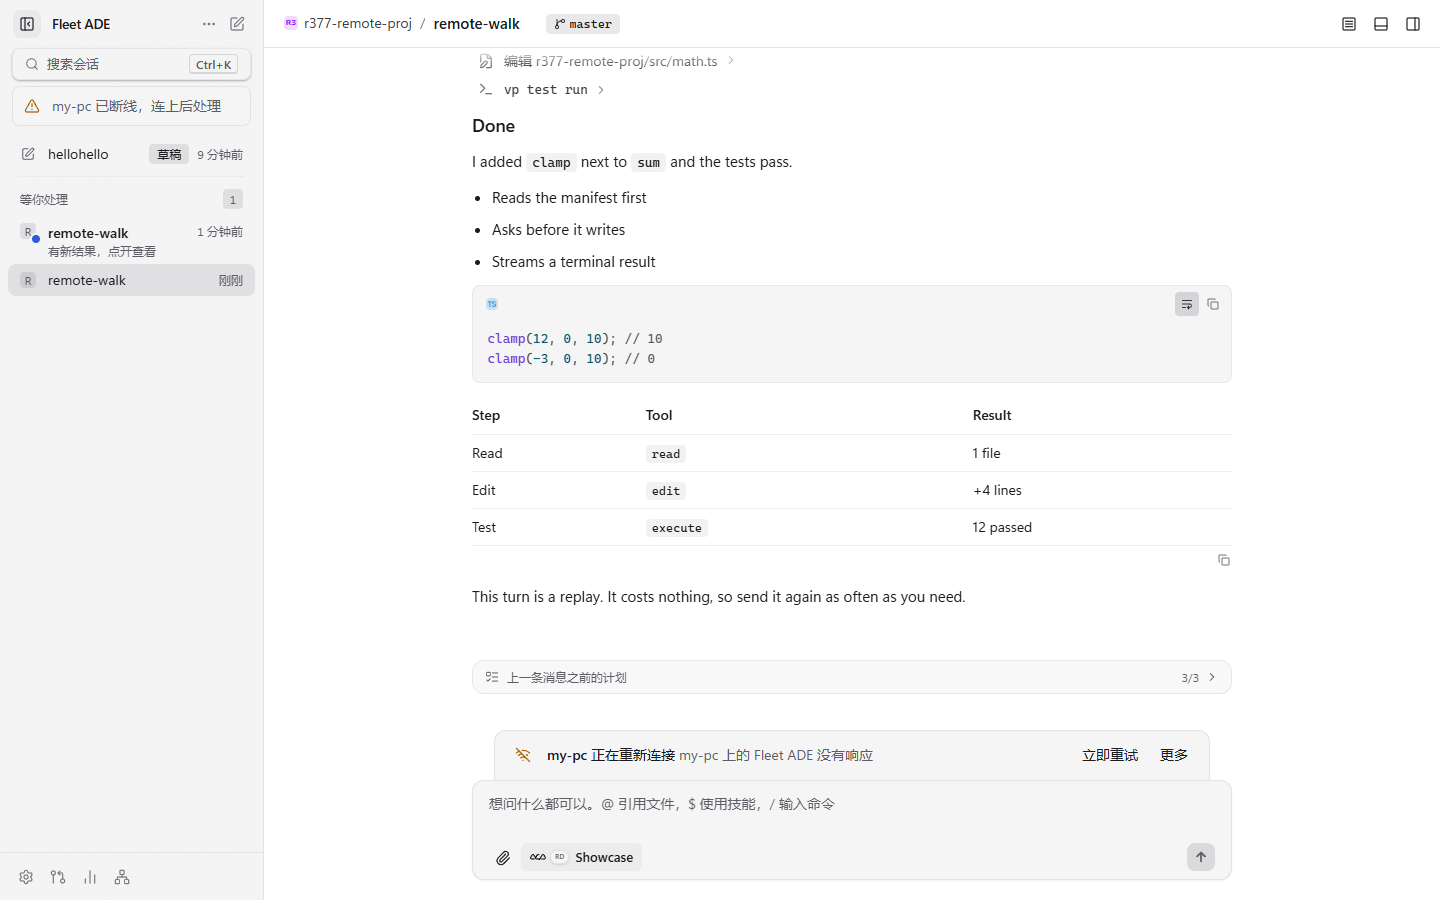 Fleet ADE
搜索会话 Ctrl+K
my-pc 已断线，连上后处理
hellohello 草稿 9 分钟前
等你处理 1
R remote-walk 1 分钟前
有新结果，点开查看
R remote-walk 刚刚
R3 r377-remote-proj / remote-walk master
编辑 r377-remote-proj/src/math.ts
vp test run
Done
I added clamp next to sum and the tests pass.
• Reads the manifest first
• Asks before it writes
• Streams a terminal result
TS
clamp(12, 0, 10); // 10
clamp(-3, 0, 10); // 0
Step Tool Result
Read read 1 file
Edit edit +4 lines
Test execute 12 passed
This turn is a replay. It costs nothing, so send it again as often as you need.
上一条消息之前的计划 3/3
my-pc 正在重新连接 my-pc 上的 Fleet ADE 没有响应 立即重试 更多
想问什么都可以。@ 引用文件，$ 使用技能，/ 输入命令
RD Showcase